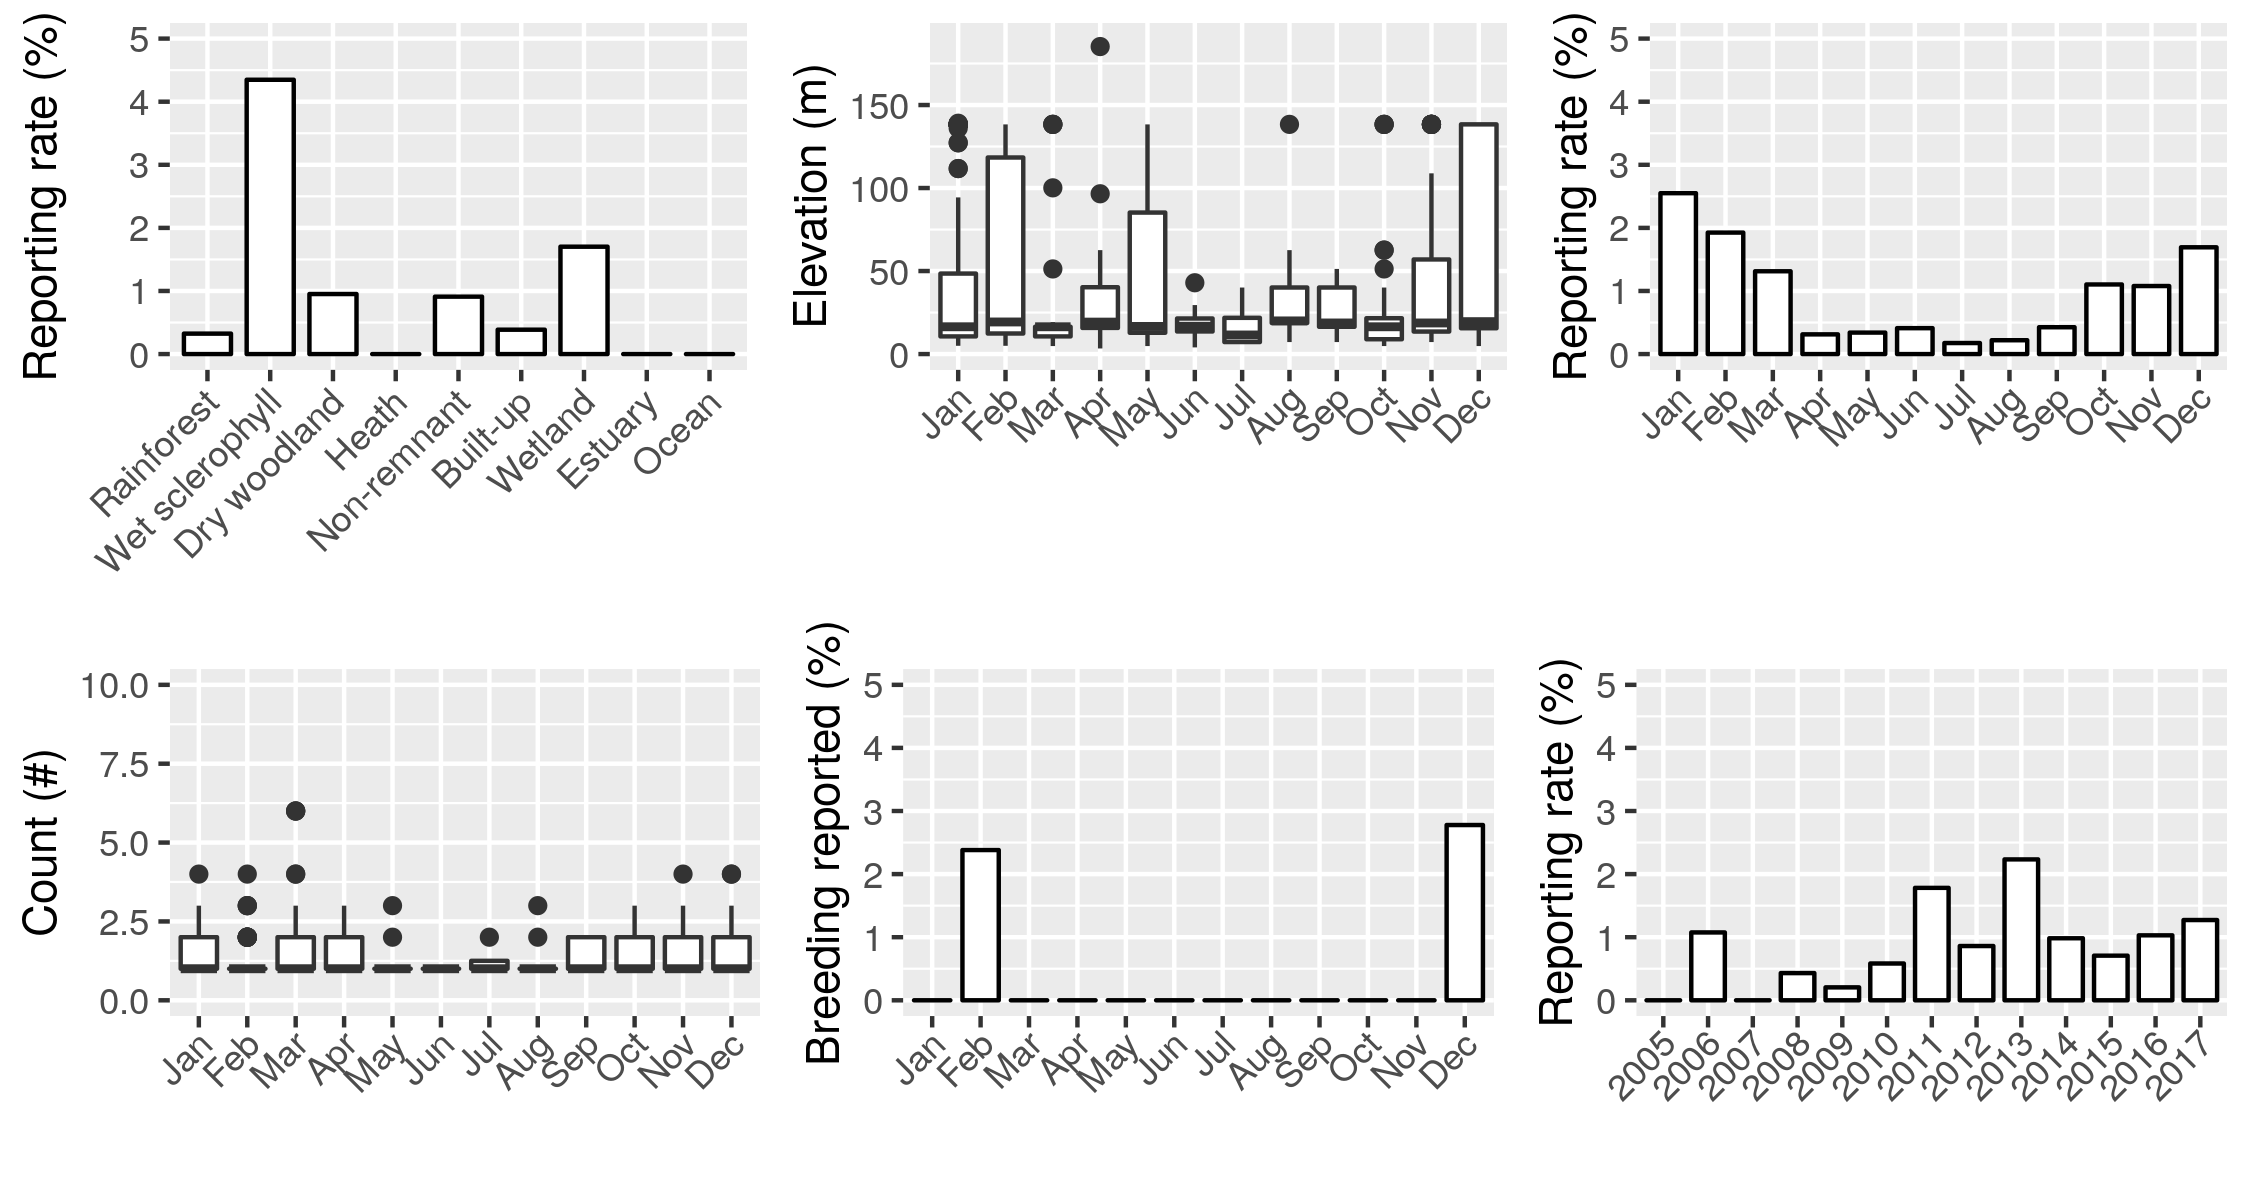 Reporting rate (%)
5
4
3
2
1
0
Rainforest
Wet sclerophyll
Dry woodland
Heath
Non-remnant
Built-up
Wetland
Estuary
Ocean
Elevation (m)
150
100
50
0
Jan
Feb
Mar
Apr
May
Jun
Jul
Aug
Sep
Oct
Nov
Dec
Reporting rate (%)
5
4
3
2
1
0
Jan
Feb
Mar
Apr
May
Jun
Jul
Aug
Sep
Oct
Nov
Dec
Count (#)
10.0
7.5
5.0
2.5
0.0
Jan
Feb
Mar
Apr
May
Jun
Jul
Aug
Sep
Oct
Nov
Dec
Breeding reported (%)
5
4
3
2
1
0
Jan
Feb
Mar
Apr
May
Jun
Jul
Aug
Sep
Oct
Nov
Dec
Reporting rate (%)
5
4
3
2
1
0
2005
2006
2007
2008
2009
2010
2011
2012
2013
2014
2015
2016
2017